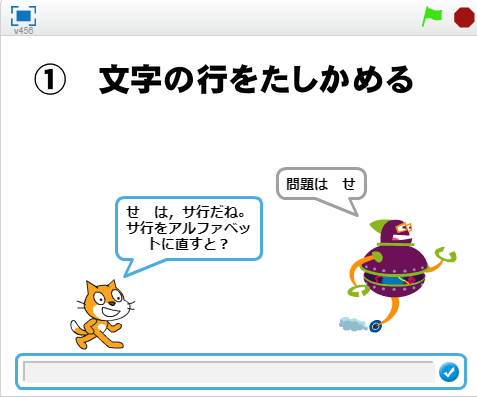 v456
① 文字の行をたしかめる
問題は せ
せ は，サ行だね。
サ行をアルファベッ
トに直すと？